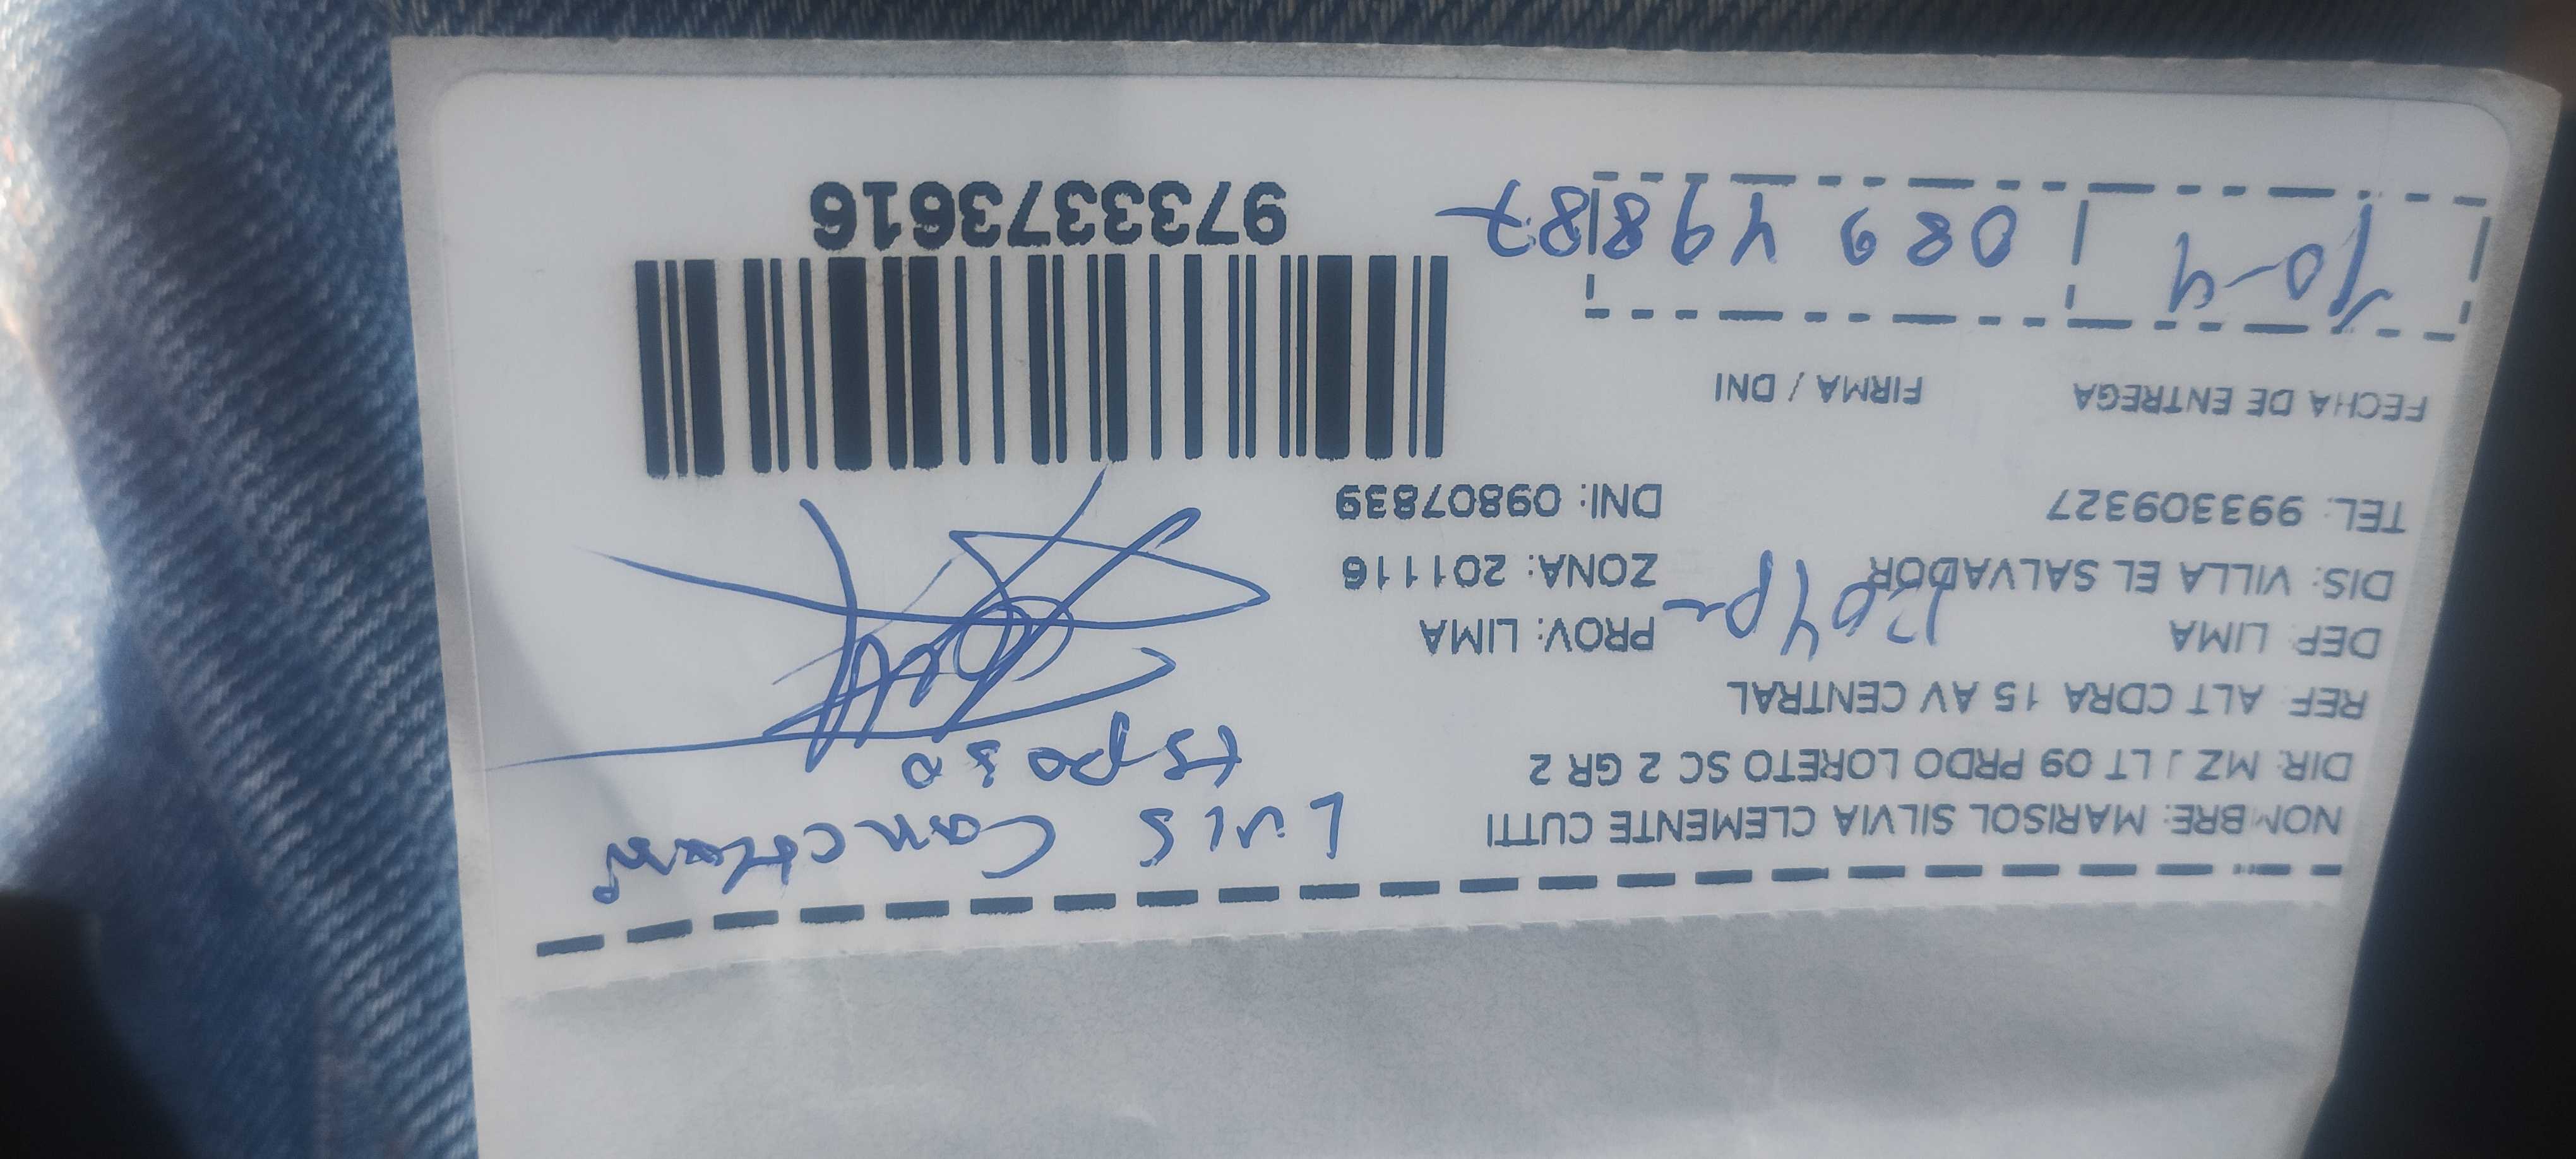 NOMBRE: MARISOL SILVIA CLEMENTE CUTTI
Luis
DIR: MZ J LT 09 PRDO LORETO SC 2 GR 2
Esposo
REF: ALT CDRA 15 AV CENTRAL
DEP: LIMA PROV: LIMA
DIS: VILLA EL SALVADOR ZONA: 201116
TEL: 993309327 DNI: 09807839
FECHA DE ENTREGA FIRMA / DNI
10-4
9733373616